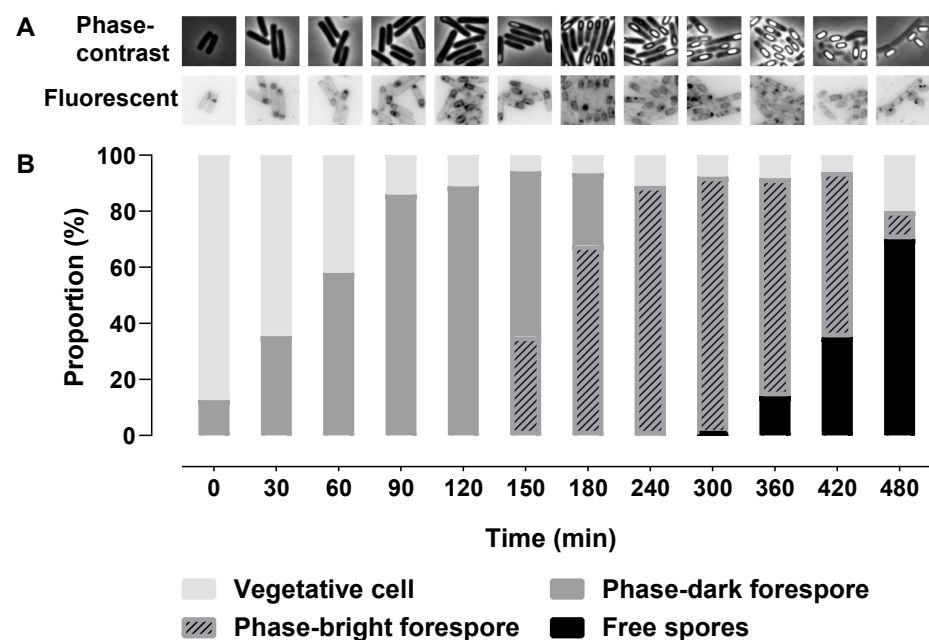 A
Phase-
contrast
Fluorescent
B
100
80
60
40
20
0
Proportion (%)
0 30 60 90 120 150 180 240 300 360 420 480
Time (min)
Vegetative cell
Phase-dark forespore
Phase-bright forespore
Free spores